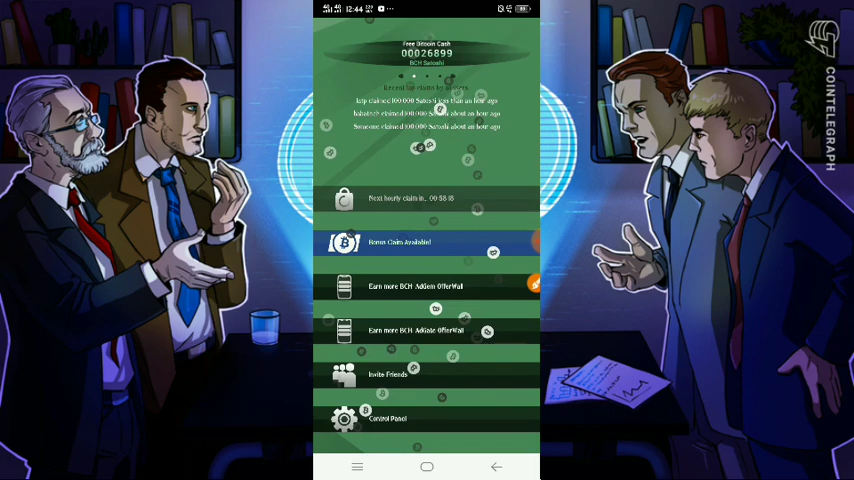 12:44
Free Bitcoin Cash
00026899
BCH Satoshi
Recent big claims by users
claimed 100,000 Satoshi less than an hour ago
claimed 100,000 Satoshi about an hour ago
Someone claimed 100,000 Satoshi about an hour ago
Next hourly claim in.. 00:58:18
Bonus Claim Available!
Earn more BCH AdGem OfferWall
Earn more BCH AdGate OfferWall
Invite Friends
Control Panel
COINTELEGRAPH